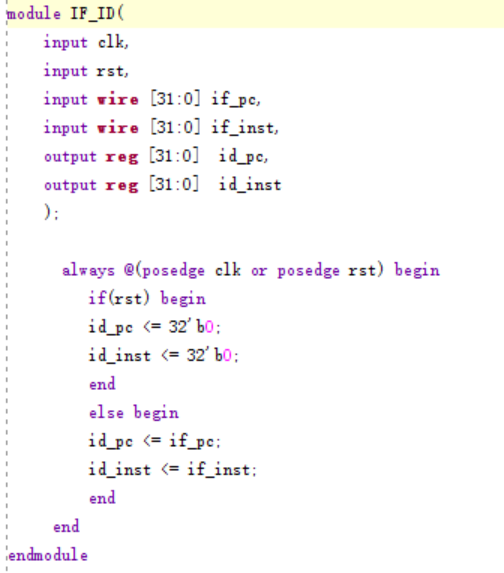 module IF_ID(
input clk,
input rst,
input wire [31:0] if_pc,
input wire [31:0] if_inst,
output reg [31:0] id_pc,
output reg [31:0] id_inst
);
always @(posedge clk or posedge rst) begin
if(rst) begin
id_pc <= 32'b0;
id_inst <= 32'b0;
end
else begin
id_pc <= if_pc;
id_inst <= if_inst;
end
end
endmodule